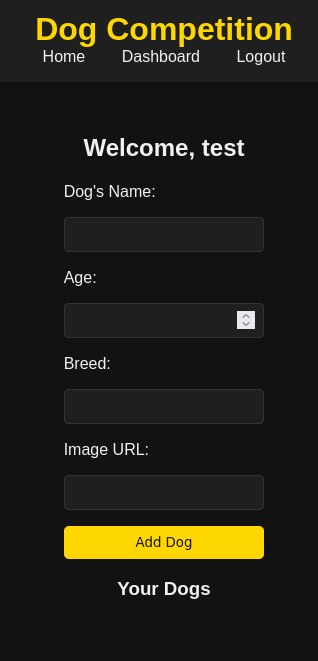 Dog Competition
Home Dashboard Logout
Welcome, test
Dog's Name:
Age:
Breed:
Image URL:
Add Dog
Your Dogs